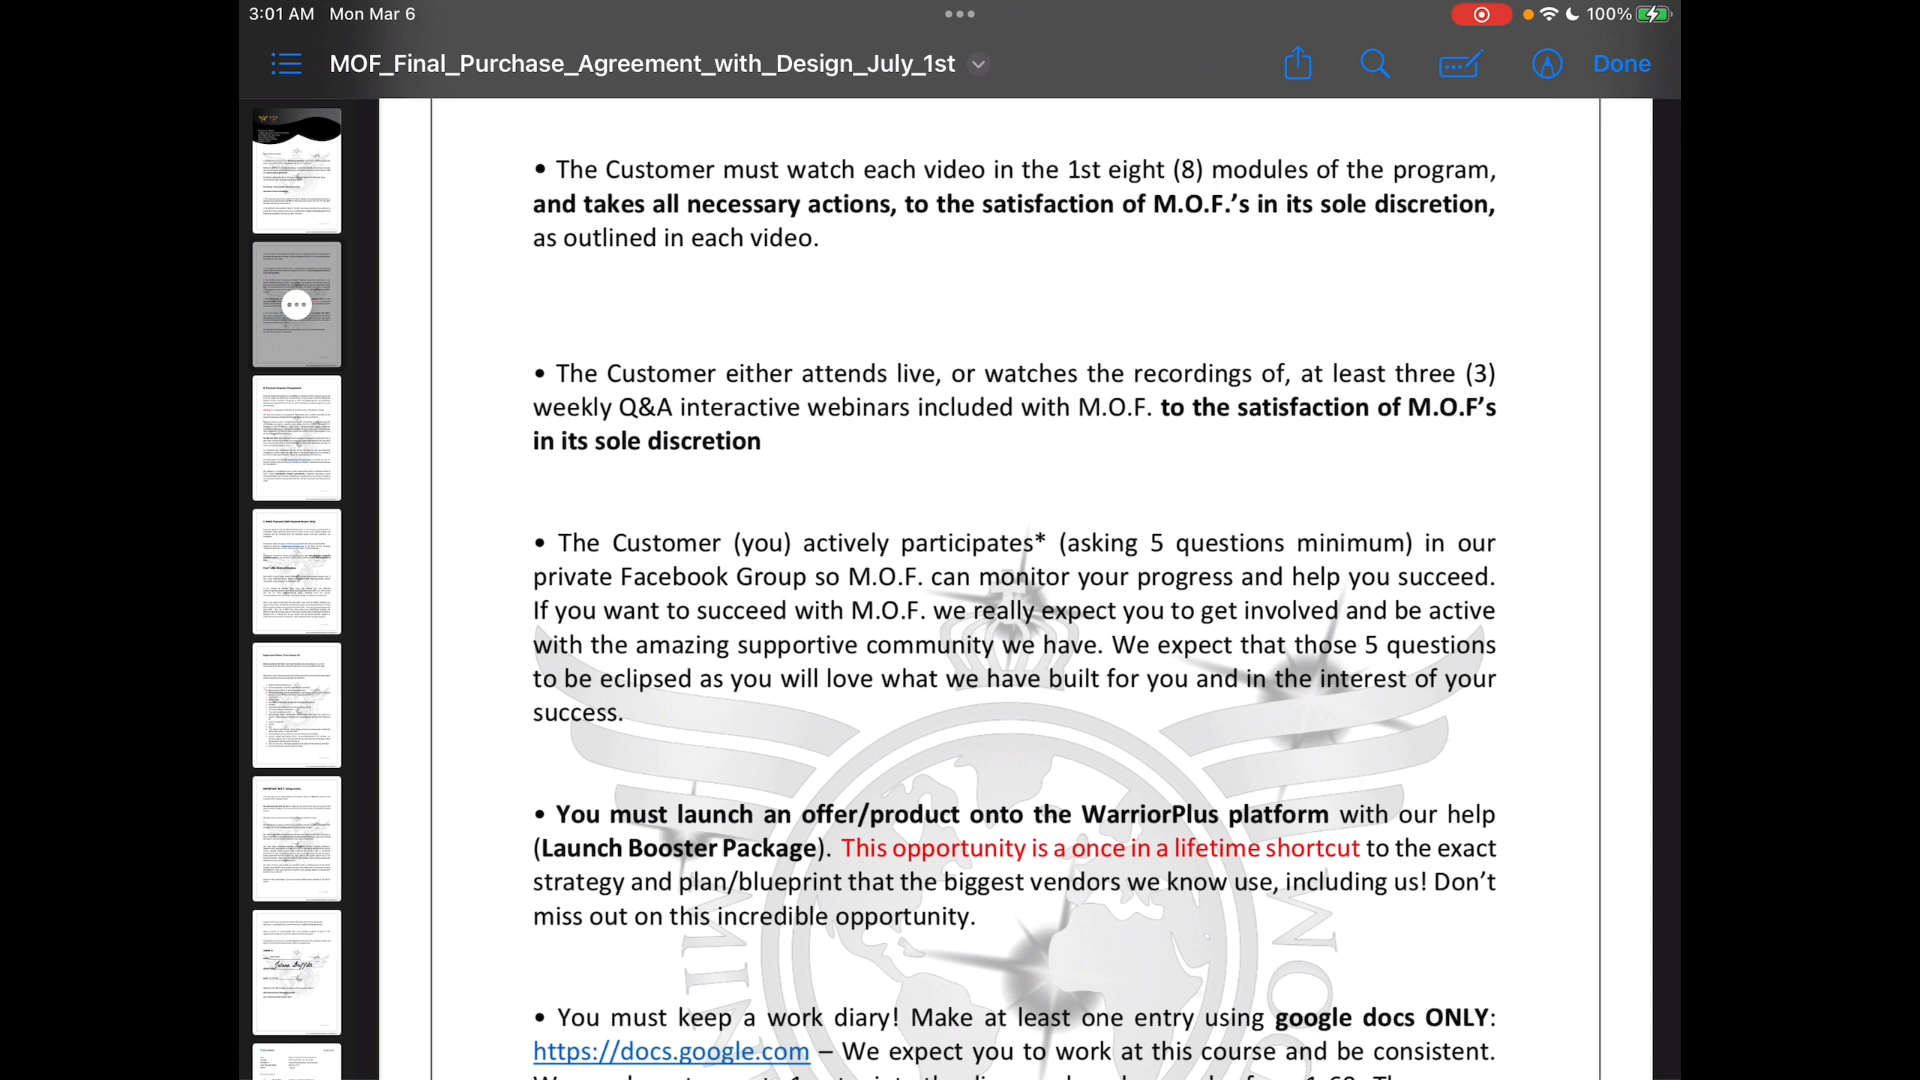 3:01 AM Mon Mar 6
100%
MOF_Final_Purchase_Agreement_with_Design_July_1st
Done
• The Customer must watch each video in the 1st eight (8) modules of the program,
and takes all necessary actions, to the satisfaction of M.O.F.’s in its sole discretion,
as outlined in each video.
• The Customer either attends live, or watches the recordings of, at least three (3)
weekly Q&A interactive webinars included with M.O.F. to the satisfaction of M.O.F’s
in its sole discretion
• The Customer (you) actively participates* (asking 5 questions minimum) in our
private Facebook Group so M.O.F. can monitor your progress and help you succeed.
If you want to succeed with M.O.F. we really expect you to get involved and be active
with the amazing supportive community we have. We expect that those 5 questions
to be eclipsed as you will love what we have built for you and in the interest of your
success.
• You must launch an offer/product onto the WarriorPlus platform with our help
(Launch Booster Package). This opportunity is a once in a lifetime shortcut to the exact
strategy and plan/blueprint that the biggest vendors we know use, including us! Don’t
miss out on this incredible opportunity.
• You must keep a work diary! Make at least one entry using google docs ONLY:
https://docs.google.com – We expect you to work at this course and be consistent.